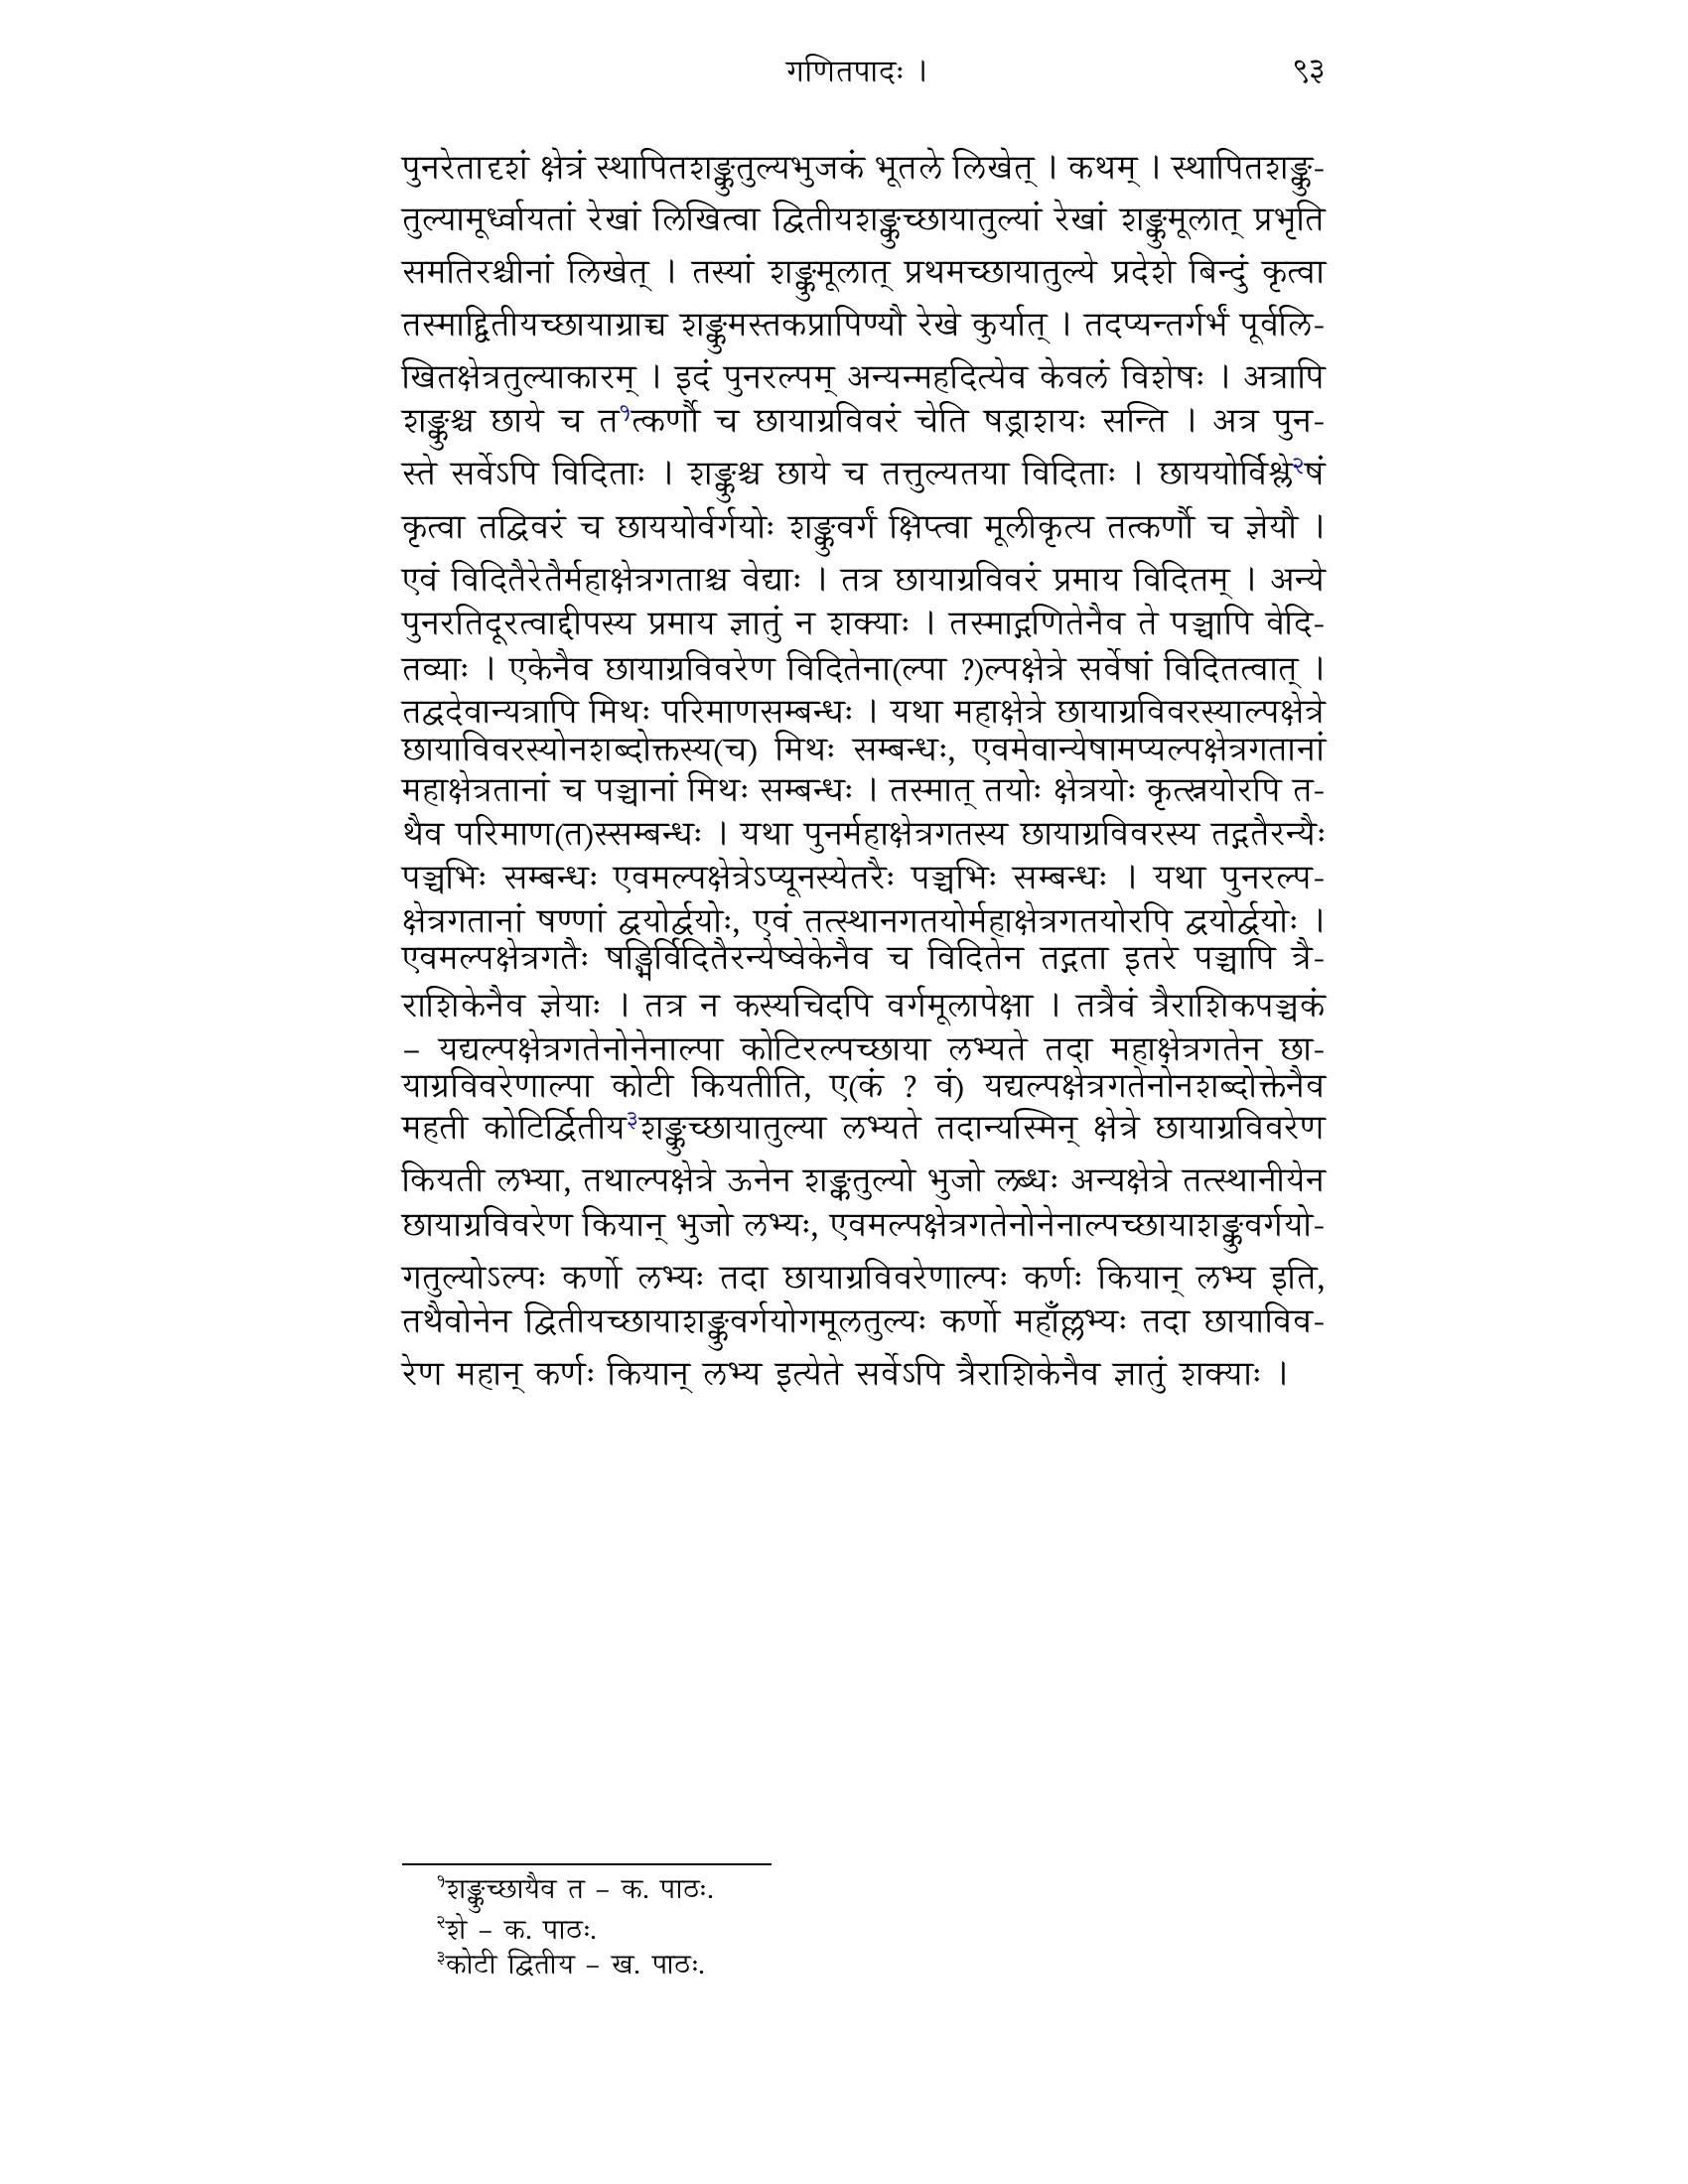 गणितपादः । ९३
पुनरेतादृशं क्षेत्रं स्थापितशङ्कुतुल्यभुजकं भूतले लिखेत् । कथम् । स्थापितशङ्कु-
तुल्यामूर्ध्वायतां रेखां लिखित्वा द्वितीयशङ्कुच्छायातुल्यां रेखां शङ्कुमूलात् प्रभृति
समतिरश्चीनां लिखेत् । तस्यां शङ्कुमूलात् प्रथमच्छायातुल्ये प्रदेशे बिन्दुं कृत्वा
तस्माद्द्वितीयच्छायाग्राच्च शङ्कुमस्तकप्रापिण्यौ रेखे कुर्यात् । तदप्यन्तर्गर्भं पूर्वलि-
खितक्षेत्रतुल्याकारम् । इदं पुनरल्पम् अन्यन्महदित्येव केवलं विशेषः । अत्रापि
शङ्कुश्च छाये च त१त्कर्णौ च छायाग्रविवरं चेति षड्राशयः सन्ति । अत्र पुन-
स्ते सर्वेऽपि विदिताः । शङ्कुश्च छाये च तत्तुल्यतया विदिताः । छाययोर्विश्ले२षं
कृत्वा तद्विवरं च छाययोर्वर्गयोः शङ्कुवर्गं क्षिप्त्वा मूलीकृत्य तत्कर्णौ च ज्ञेयौ ।
एवं विदितैरेतैर्महाक्षेत्रगताश्च वेद्याः । तत्र छायाग्रविवरं प्रमाय विदितम् । अन्ये
पुनरतिदूरत्वाद्दीपस्य प्रमाय ज्ञातुं न शक्याः । तस्माद्गणितेनैव ते पञ्चापि वेदि-
तव्याः । एकेनैव छायाग्रविवरेण विदितेना(ल्पा ?)ल्पक्षेत्रे सर्वेषां विदितत्वात् ।
तद्वदेवान्यत्रापि मिथः परिमाणसम्बन्धः । यथा महाक्षेत्रे छायाग्रविवरस्याल्पक्षेत्रे
छायाविवरस्योनशब्दोक्तस्य(च) मिथः सम्बन्धः, एवमेवान्येषामप्यल्पक्षेत्रगतानां
महाक्षेत्रतानां च पञ्चानां मिथः सम्बन्धः । तस्मात् तयोः क्षेत्रयोः कृत्स्नयोरपि त-
थैव परिमाण(त)स्सम्बन्धः । यथा पुनर्महाक्षेत्रगतस्य छायाग्रविवरस्य तद्गतैरन्यैः
पञ्चभिः सम्बन्धः एवमल्पक्षेत्रेऽप्यूनस्येतरैः पञ्चभिः सम्बन्धः । यथा पुनरल्प-
क्षेत्रगतानां षण्णां द्वयोर्द्वयोः, एवं तत्स्थानगतयोर्महाक्षेत्रगतयोरपि द्वयोर्द्वयोः ।
एवमल्पक्षेत्रगतैः षड्भिर्विदितैरन्येष्वेकेनैव च विदितेन तद्गता इतरे पञ्चापि त्रै-
राशिकेनैव ज्ञेयाः । तत्र न कस्यचिदपि वर्गमूलापेक्षा । तत्रैवं त्रैराशिकपञ्चकं
– यद्यल्पक्षेत्रगतेनोनेनाल्पा कोटिरल्पच्छाया लभ्यते तदा महाक्षेत्रगतेन छा-
याग्रविवरेणाल्पा कोटी कियतीति, ए(कं ? वं) यद्यल्पक्षेत्रगतेनोनशब्दोक्तेनैव
महती कोटिर्द्वितीय३शङ्कुच्छायातुल्या लभ्यते तदान्यस्मिन् क्षेत्रे छायाग्रविवरेण
कियती लभ्या, तथाल्पक्षेत्रे ऊनेन शङ्कतुल्यो भुजो लब्धः अन्यक्षेत्रे तत्स्थानीयेन
छायाग्रविवरेण कियान् भुजो लभ्यः, एवमल्पक्षेत्रगतेनोनेनाल्पच्छायाशङ्कुवर्गयो-
गतुल्योऽल्पः कर्णो लभ्यः तदा छायाग्रविवरेणाल्पः कर्णः कियान् लभ्य इति,
तथैवोनेन द्वितीयच्छायाशङ्कुवर्गयोगमूलतुल्यः कर्णो महाँल्लभ्यः तदा छायाविव-
रेण महान् कर्णः कियान् लभ्य इत्येते सर्वेऽपि त्रैराशिकेनैव ज्ञातुं शक्याः ।
१शङ्कुच्छायैव त – क. पाठः.
२शे – क. पाठः.
३कोटी द्वितीय – ख. पाठः.